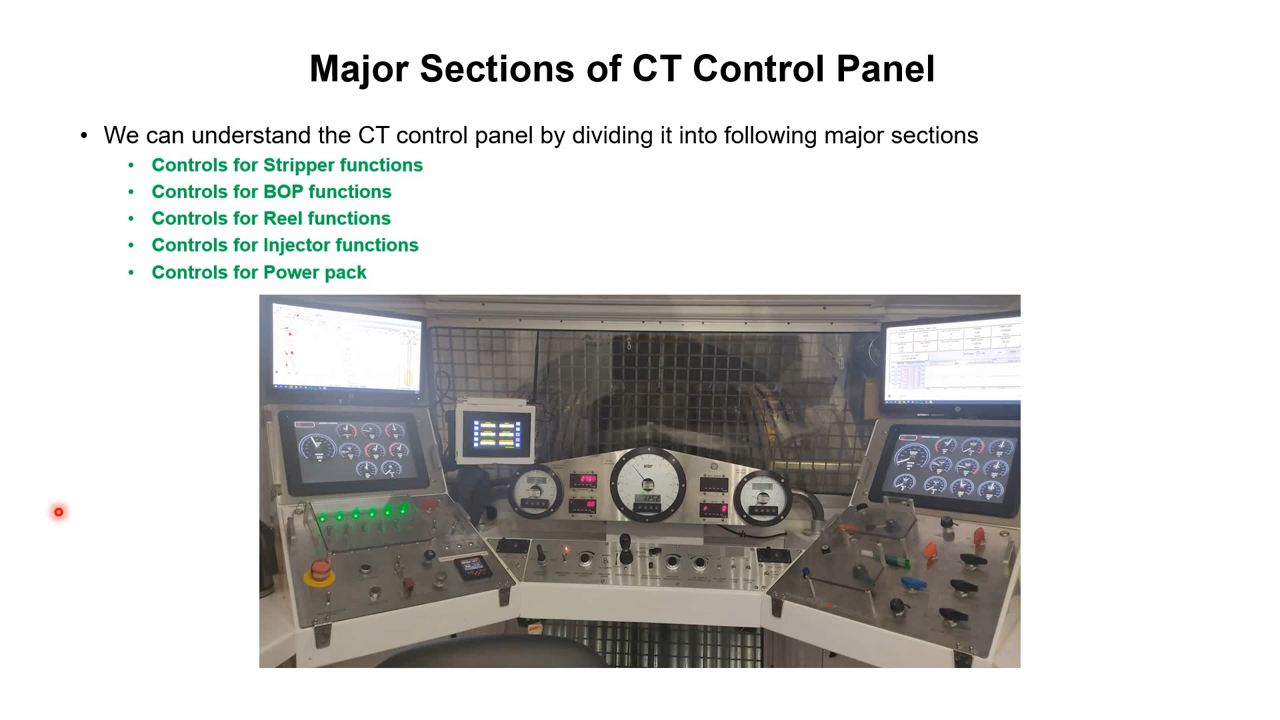 Major Sections of CT Control Panel
• We can understand the CT control panel by dividing it into following major sections
• Controls for Stripper functions
• Controls for BOP functions
• Controls for Reel functions
• Controls for Injector functions
• Controls for Power pack